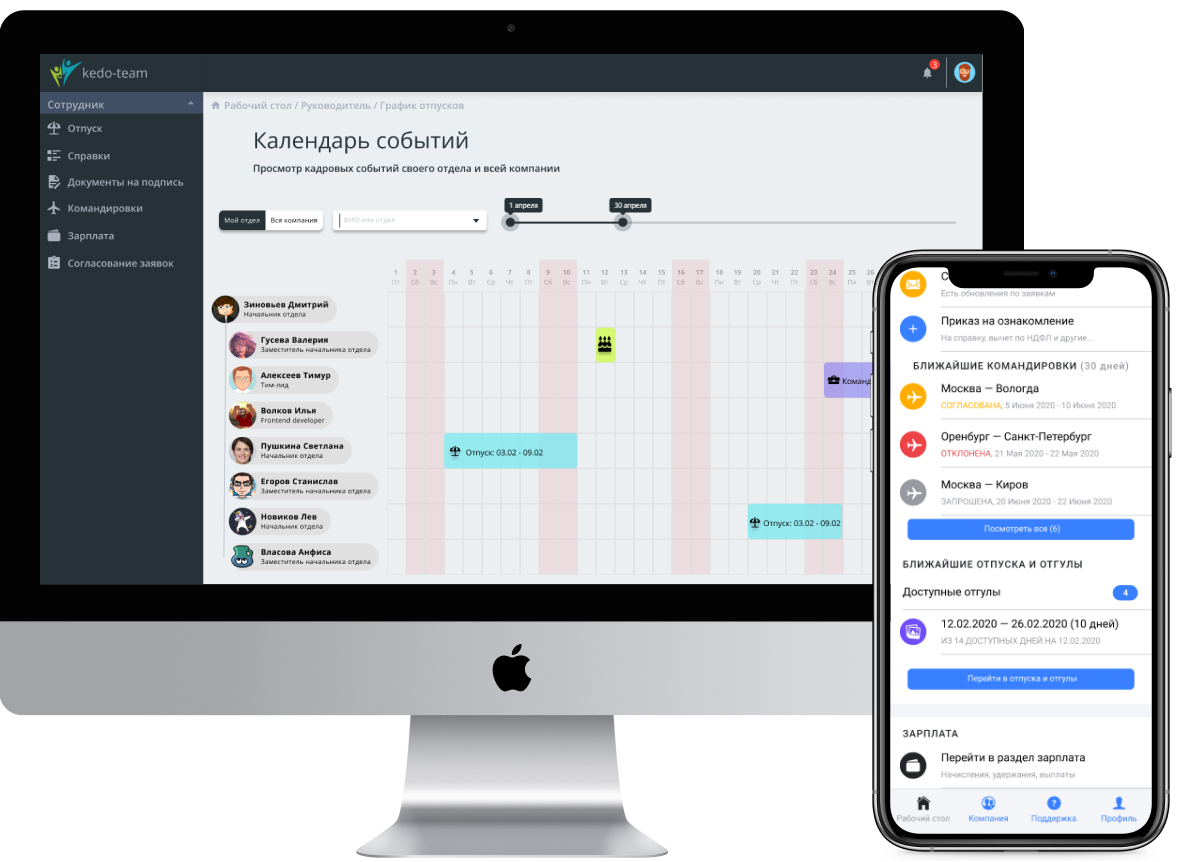 kedo-team
3
Сотрудник
Отпуск
Справки
Документы на подпись
Командировки
Зарплата
Согласование заявок
Рабочий стол / Руководитель / График отпусков
Календарь событий
Просмотр кадровых событий своего отдела и всей компании
Мой отдел Вся компания ФИО или отдел 1 апреля 30 апреля
1 2 3 4 5 6 7 8 9 10 11 12 13 14 15 16 17 18 19 20 21 22 23 24 25 26
Пт Сб Вс Пн Вт Ср Чт Пт Сб Вс Пн Вт Ср Чт Пт Сб Вс Пн Вт Ср Чт Пт Сб Вс Пн
Зиновьев Дмитрий
Начальник отдела
Гусева Валерия
Заместитель начальника отдела
Алексеев Тимур
Тим-лид
Команд
Волков Илья
Frontend developer
Пушкина Светлана
Начальник отдела
Отпуск: 03.02 - 09.02
Егоров Станислав
Заместитель начальника отдела
Новиков Лев
Начальник отдела
Отпуск: 03.02 - 09.02
Власова Анфиса
Заместитель начальника отдела
С
Есть обновления по заявкам
Приказ на ознакомление
На справку, вычет по НДФЛ и другие...
БЛИЖАЙШИЕ КОМАНДИРОВКИ (30 дней)
Москва — Вологда
СОГЛАСОВАНА, 5 Июня 2020 - 10 Июня 2020
Оренбург — Санкт-Петербург
ОТКЛОНЕНА, 21 Мая 2020 - 22 Мая 2020
Москва — Киров
ЗАПРОШЕНА, 20 Июня 2020 - 22 Июня 2020
Посмотреть все (6)
БЛИЖАЙШИЕ ОТПУСКА И ОТГУЛЫ
Доступные отгулы 4
12.02.2020 — 26.02.2020 (10 дней)
ИЗ 14 ДОСТУПНЫХ ДНЕЙ НА 12.02.2020
Перейти в отпуска и отгулы
ЗАРПЛАТА
Перейти в раздел зарплата
Начисления, удержания, выплаты
Рабочий стол Компания Поддержка Профиль